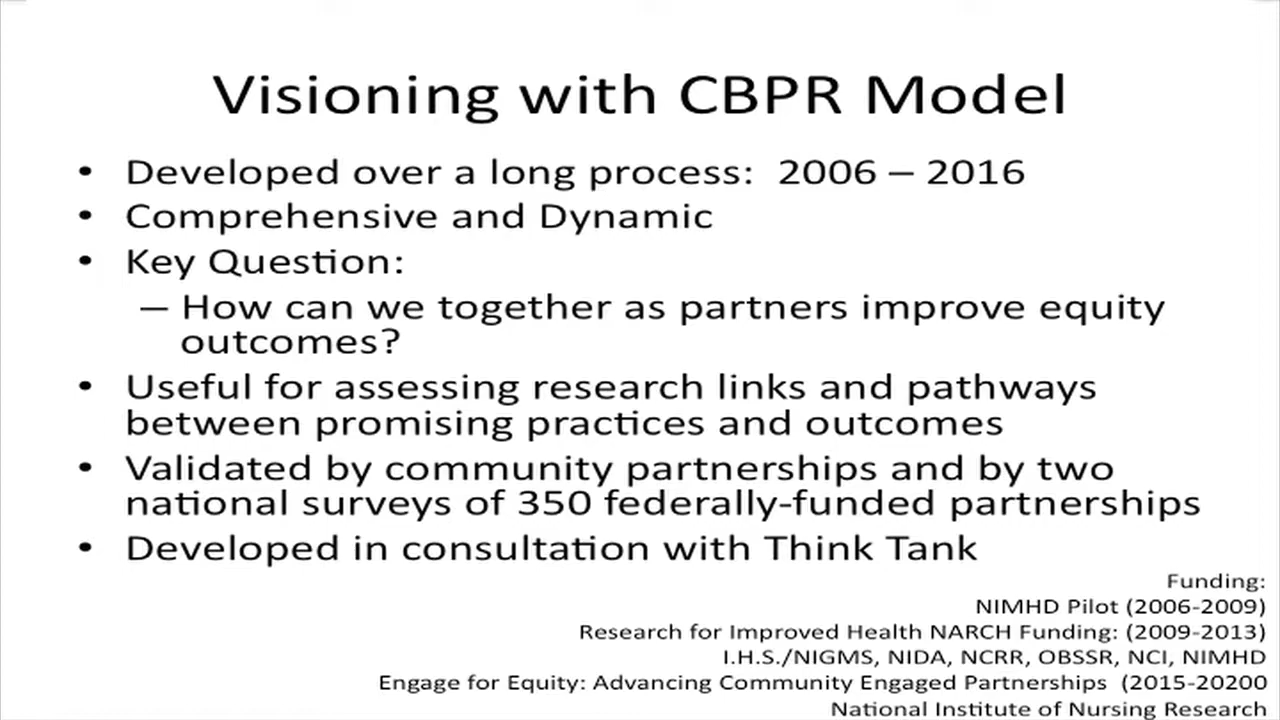 Visioning with CBPR Model
• Developed over a long process: 2006 – 2016
• Comprehensive and Dynamic
• Key Question:
– How can we together as partners improve equity
outcomes?
• Useful for assessing research links and pathways
between promising practices and outcomes
• Validated by community partnerships and by two
national surveys of 350 federally-funded partnerships
• Developed in consultation with Think Tank
Funding:
NIMHD Pilot (2006-2009)
Research for Improved Health NARCH Funding: (2009-2013)
I.H.S./NIGMS, NIDA, NCRR, OBSSR, NCI, NIMHD
Engage for Equity: Advancing Community Engaged Partnerships (2015-20200
National Institute of Nursing Research